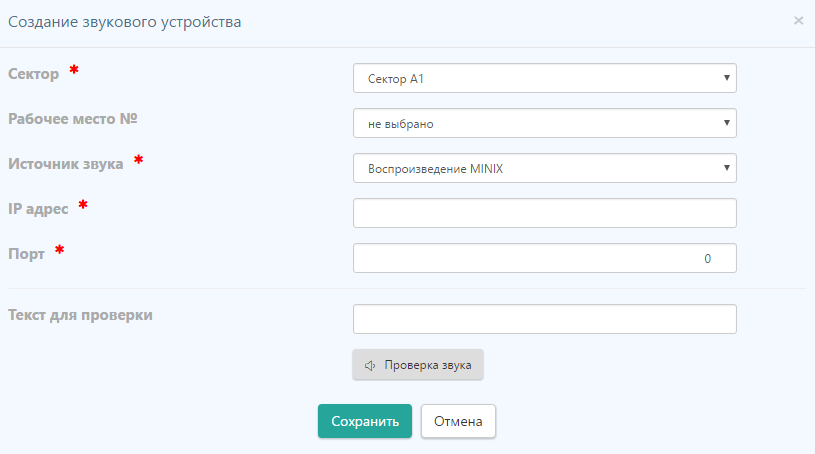 Создание звукового устройства ×
Сектор * Сектор A1
Рабочее место № не выбрано
Источник звука * Воспроизведение MINIX
IP адрес *
Порт * 0
Текст для проверки
Проверка звука
Сохранить Отмена